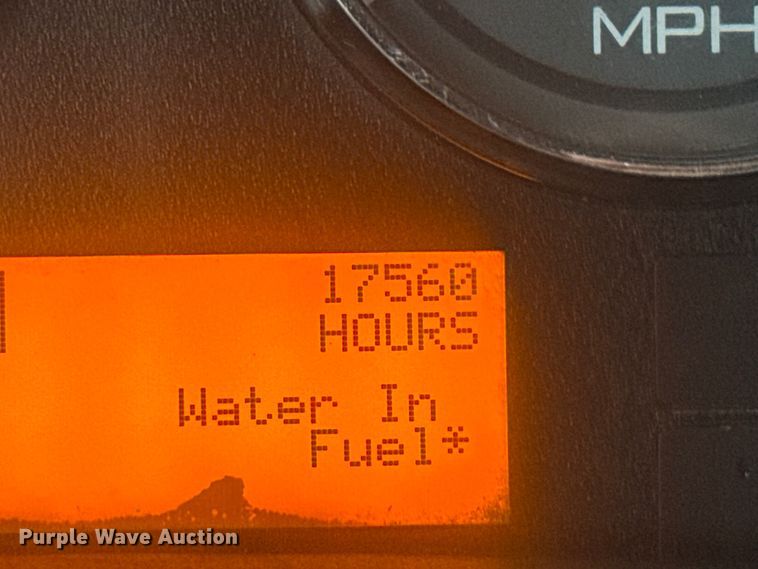 MPH
17560
HOURS
Water In
Fuel*
Purple Wave Auction